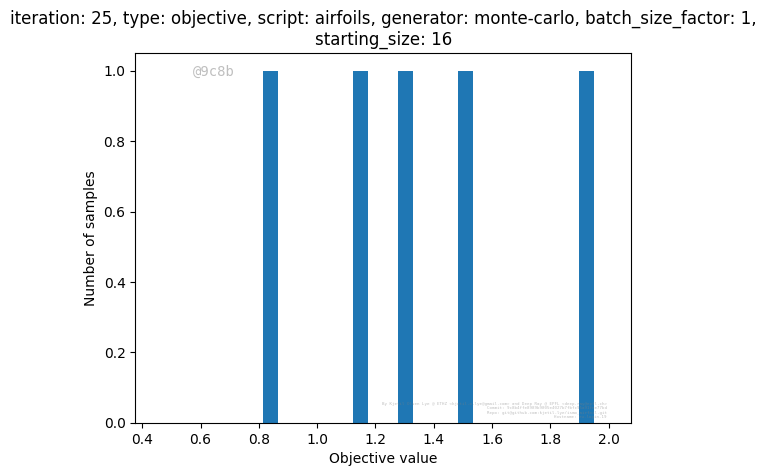 iteration: 25, type: objective, script: airfoils, generator: monte-carlo, batch_size_factor: 1,
starting_size: 16
@9c8b
1.0
0.8
0.6
0.4
0.2
0.0
Number of samples
0.4 0.6 0.8 1.0 1.2 1.4 1.6 1.8 2.0
Objective value